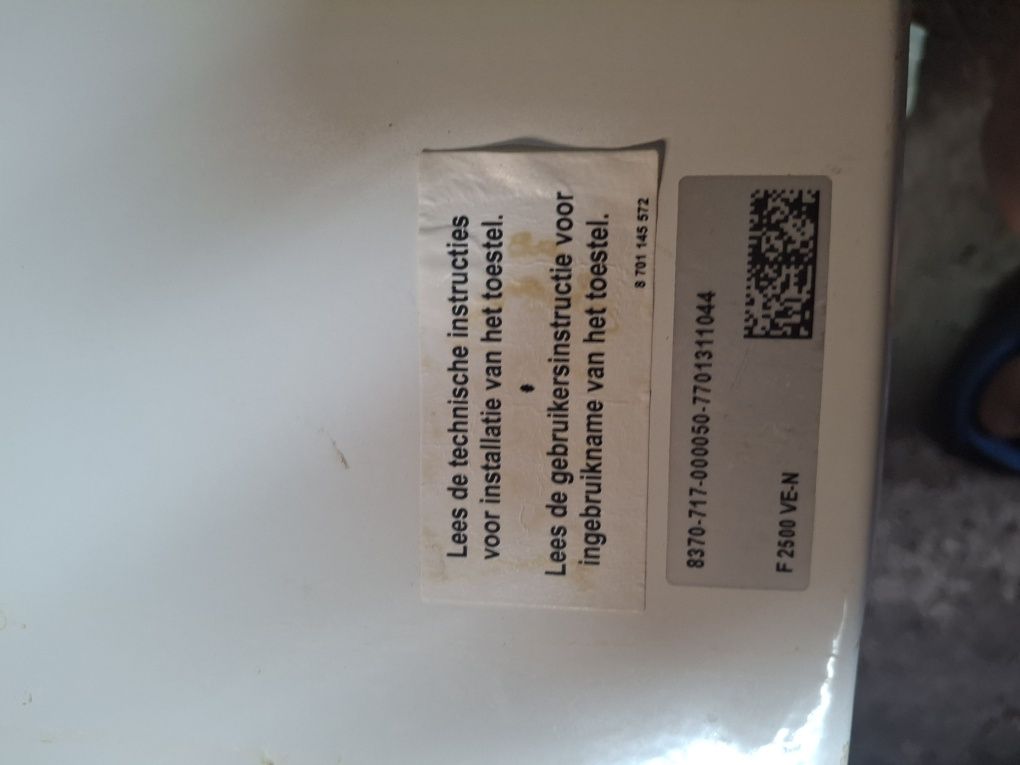 Lees de technische instructies
voor installatie van het toestel.
Lees de gebruikersinstructie voor
ingebruikname van het toestel.
8 701 145 572
8370-717-000050-7701311044
F 2500 VE-N